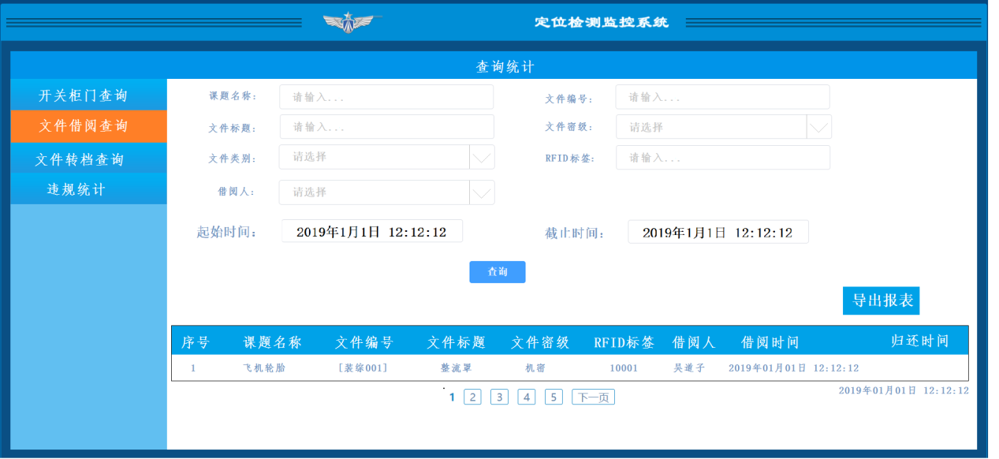 定位检测监控系统
查询统计
开关柜门查询
文件借阅查询
文件转档查询
违规统计
课题名称: 请输入... 文件编号: 请输入...
文件标题: 请输入... 文件密级: 请选择
文件类别: 请选择 RFID标签: 请输入...
借阅人: 请选择
起始时间: 2019年1月1日 12:12:12 截止时间: 2019年1月1日 12:12:12
查询
导出报表
序号 课题名称 文件编号 文件标题 文件密级 RFID标签 借阅人 借阅时间 归还时间
1 飞机轮胎 [装综001] 整流罩 机密 10001 吴道子 2019年01月01日 12:12:12
2019年01月01日 12:12:12
1 2 3 4 5 下一页